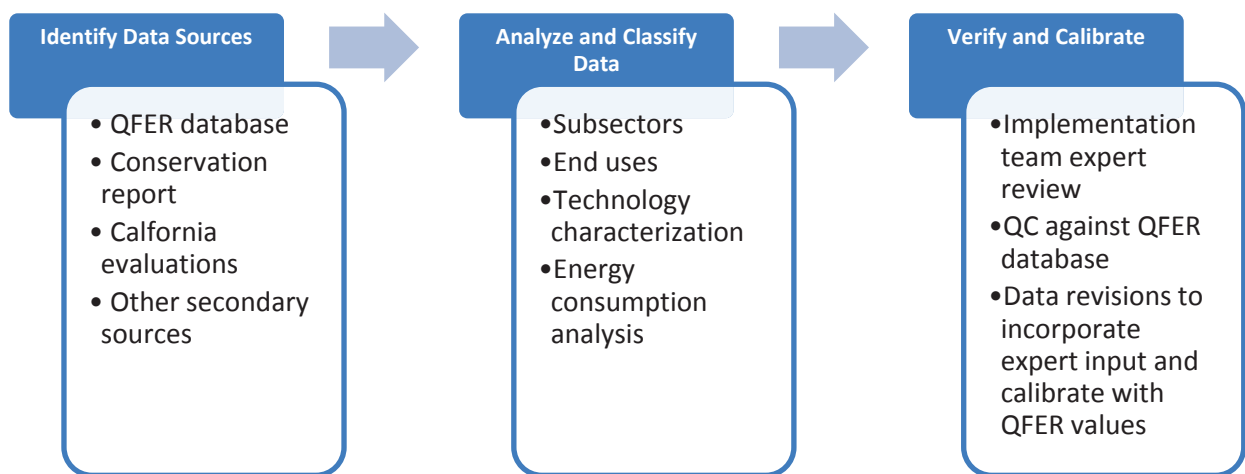 Identify Data Sources
• QFER database
• Conservation
report
• Calfornia
evaluations
• Other secondary
sources
Analyze and Classify
Data
•Subsectors
•End uses
•Technology
characterization
•Energy
consumption
analysis
Verify and Calibrate
•Implementation
team expert
review
•QC against QFER
database
•Data revisions to
incorporate
expert input and
calibrate with
QFER values